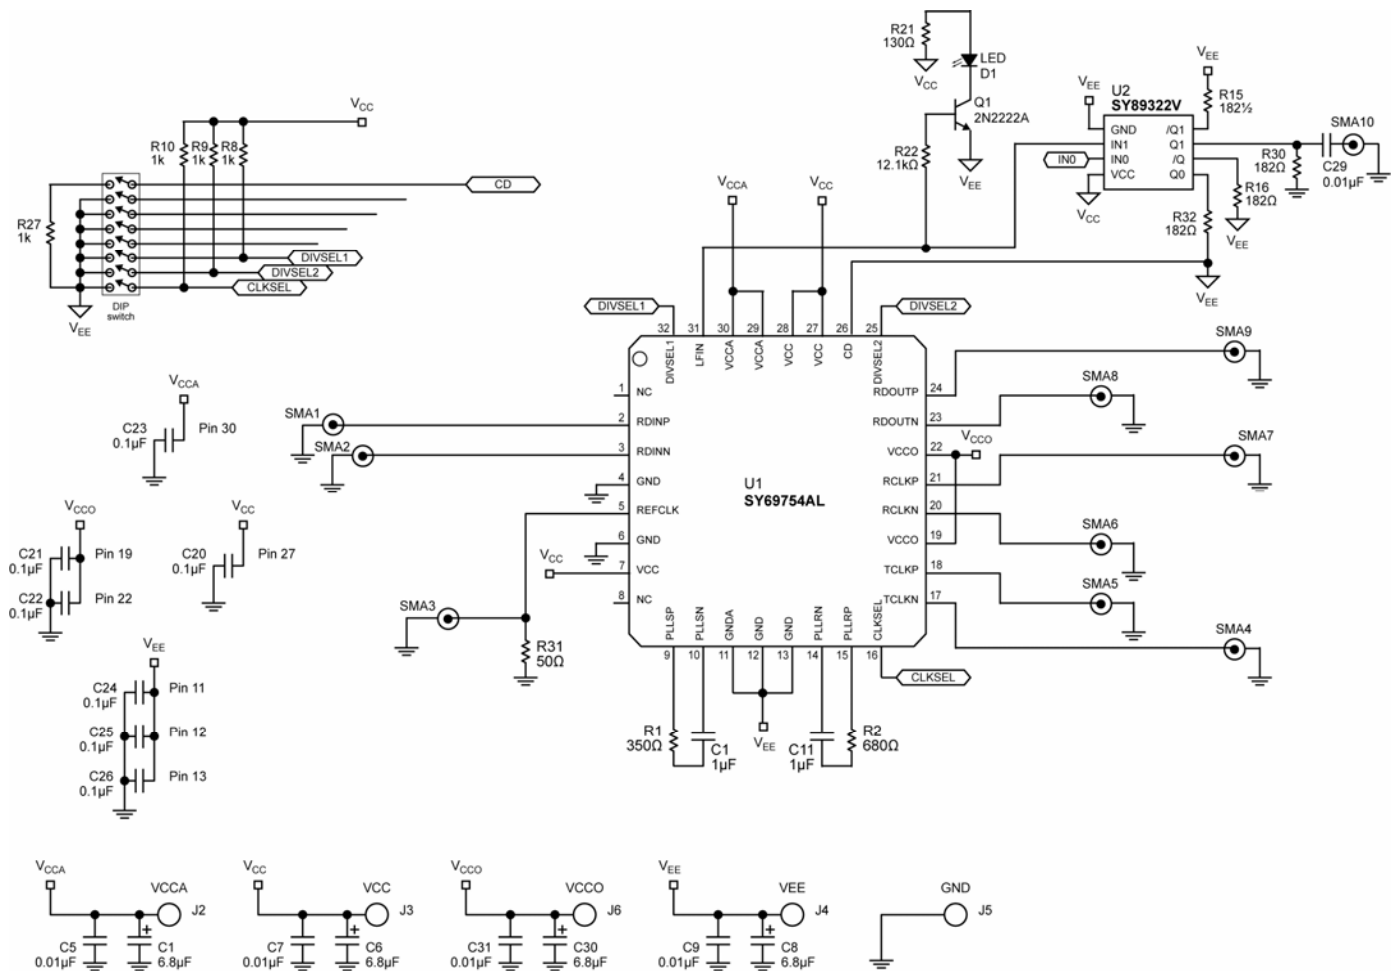 R21
130Ω
VCC
LED
D1
Q1
2N2222A
VEE
R22
12.1kΩ
VEE
U2
SY89322V
GND
IN1
IN0
VCC
/Q1
Q1
/Q
Q0
IN0
VCC
VEE
R15
182½
SMA10
R30
182Ω
C29
0.01µF
R16
182Ω
VEE
R32
182Ω
VEE
VCC
R10
1k
R9
1k
R8
1k
R27
1k
CD
DIVSEL1
DIVSEL2
CLKSEL
DIP
switch
VEE
VCCA
VCC
DIVSEL1
DIVSEL2
32
31
30
29
28
27
26
25
DIVSEL1
LFIN
VCCA
VCCA
VCC
VCC
CD
DIVSEL2
1
NC
2
RDINP
3
RDINN
4
GND
5
REFCLK
6
GND
7
VCC
8
NC
U1
SY69754AL
RDOUTP
24
RDOUTN
23
VCCO
22
RCLKP
21
RCLKN
20
VCCO
19
TCLKP
18
TCLKN
17
PLLSP
PLLSN
GNDA
GND
GND
PLLRN
PLLRP
CLKSEL
9
10
11
12
13
14
15
16
SMA9
SMA8
VCCO
SMA7
SMA6
SMA5
SMA4
SMA1
SMA2
VCC
SMA3
R31
50Ω
CLKSEL
R1
350Ω
C1
1µF
VEE
C11
1µF
R2
680Ω
VCCA
C23
0.1µF
Pin 30
VCCO
C21
0.1µF
Pin 19
C22
0.1µF
Pin 22
VCC
C20
0.1µF
Pin 27
VEE
C24
0.1µF
Pin 11
C25
0.1µF
Pin 12
C26
0.1µF
Pin 13
VCCA
VCCA
J2
C5
0.01µF
+
C1
6.8µF
VCC
VCC
J3
C7
0.01µF
+
C6
6.8µF
VCCO
VCCO
J6
C31
0.01µF
+
C30
6.8µF
VEE
VEE
J4
C9
0.01µF
+
C8
6.8µF
GND
J5